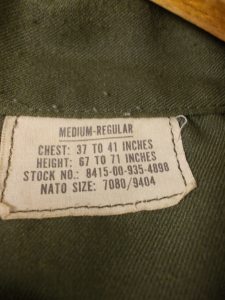 MEDIUM-REGULAR
CHEST: 37 TO 41 INCHES
HEIGHT: 67 TO 71 INCHES
STOCK NO.: 8415-00-935-4898
NATO SIZE: 7080/9404